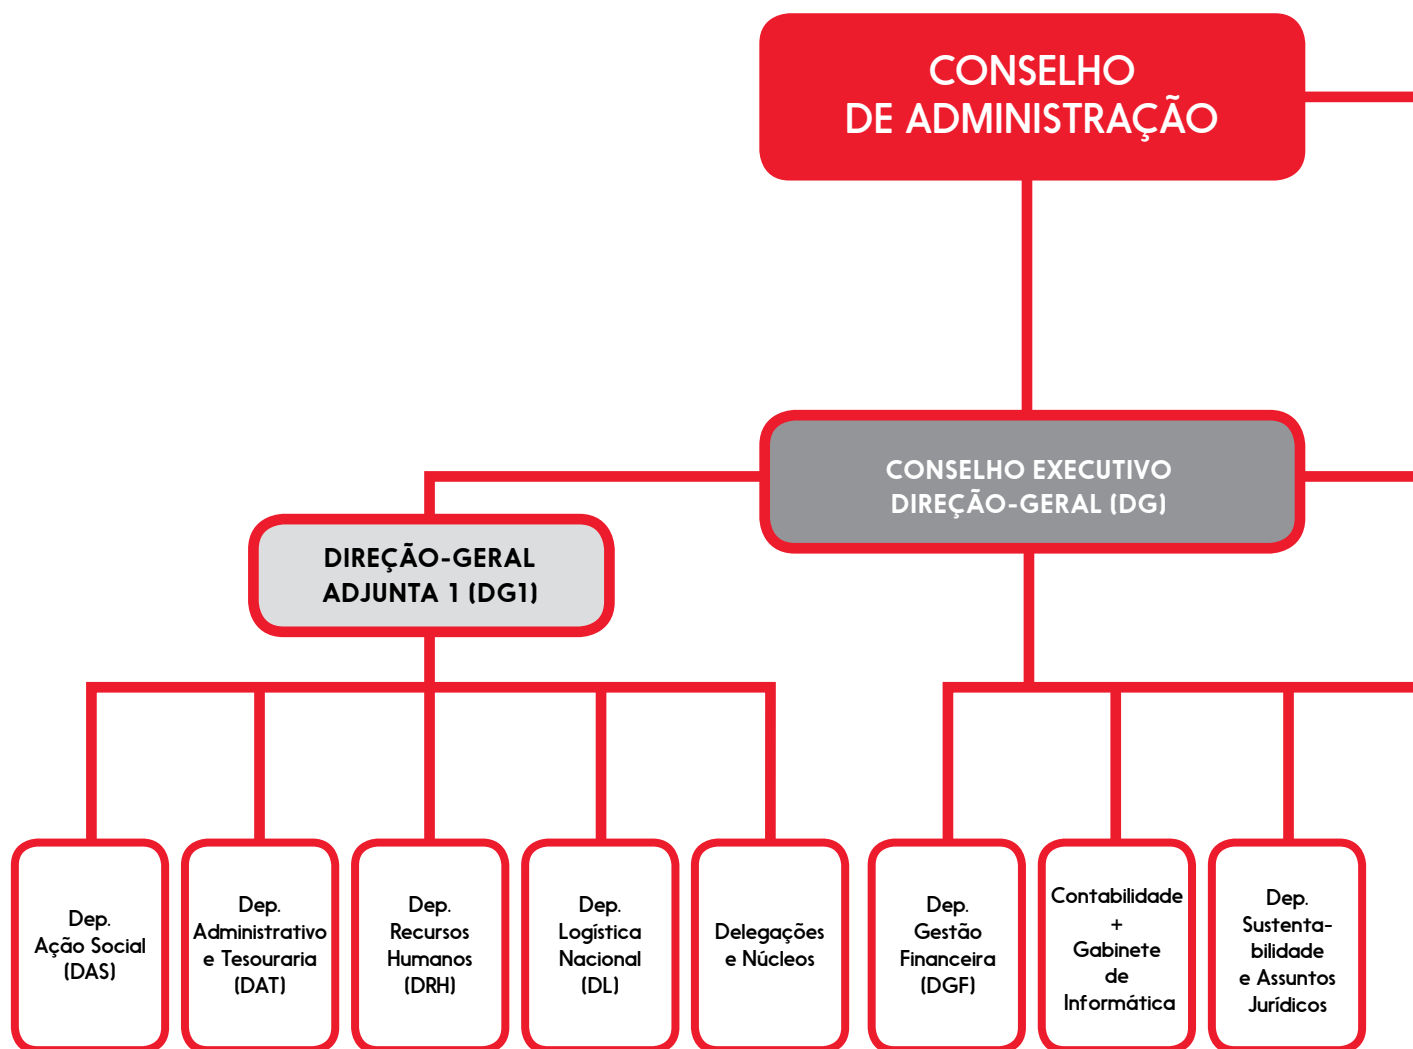 CONSELHO
DE ADMINISTRAÇÃO
CONSELHO EXECUTIVO
DIREÇÃO-GERAL (DG)
DIREÇÃO-GERAL
ADJUNTA 1 (DG1)
Dep.
Ação Social
(DAS)
Dep.
Administrativo
e Tesouraria
(DAT)
Dep.
Recursos
Humanos
(DRH)
Dep.
Logística
Nacional
(DL)
Delegações
e Núcleos
Dep.
Gestão
Financeira
(DGF)
Contabilidade
+
Gabinete
de
Informática
Dep.
Sustenta-
bilidade
e Assuntos
Jurídicos